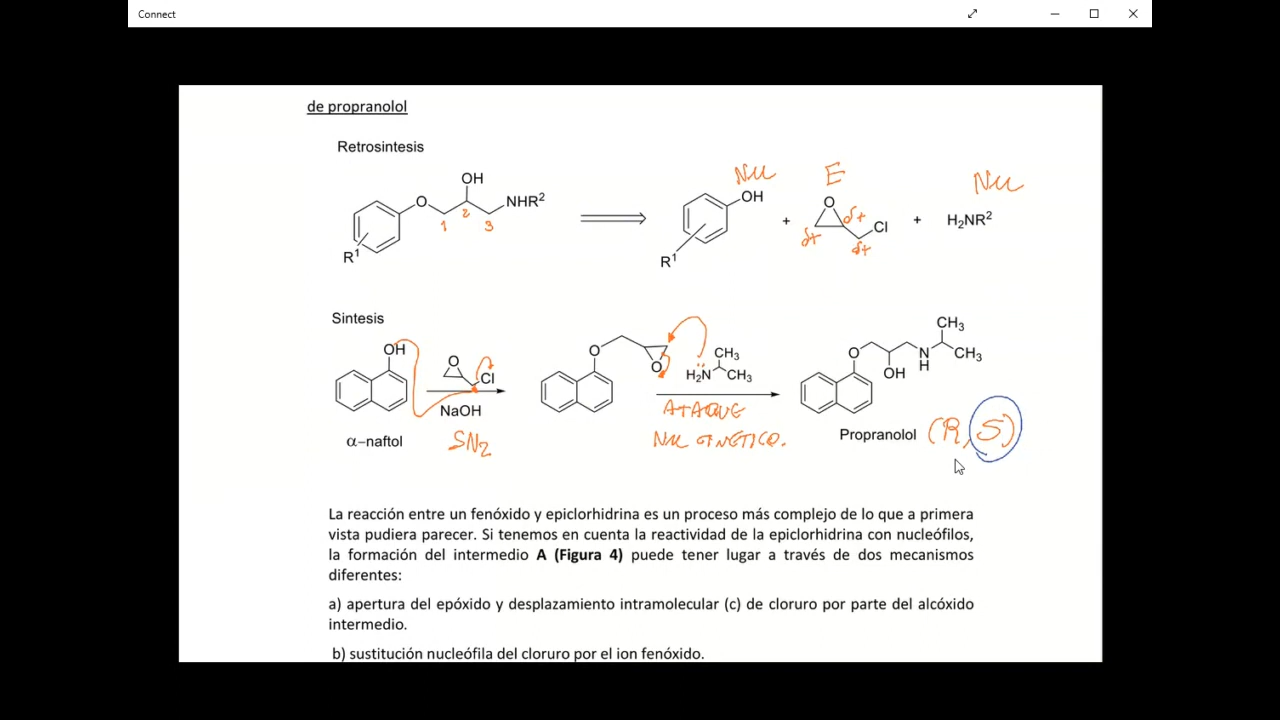 Connect
de propranolol
Retrosintesis
Nu E Nu
OH OH O δ+
O NHR² + Cl + H₂NR²
1 2 3 δ+ δ+
R¹ R¹
Sintesis
OH O Cl O O H₂N CH₃ CH₃ O OH N H CH₃ CH₃
NaOH ATAQUE
α-naftol SN2 NU CINÉTICO. Propranolol (R, S)
La reacción entre un fenóxido y epiclorhidrina es un proceso más complejo de lo que a primera
vista pudiera parecer. Si tenemos en cuenta la reactividad de la epiclorhidrina con nucleófilos,
la formación del intermedio A (Figura 4) puede tener lugar a través de dos mecanismos
diferentes:
a) apertura del epóxido y desplazamiento intramolecular (c) de cloruro por parte del alcóxido
intermedio.
b) sustitución nucleófila del cloruro por el ion fenóxido.